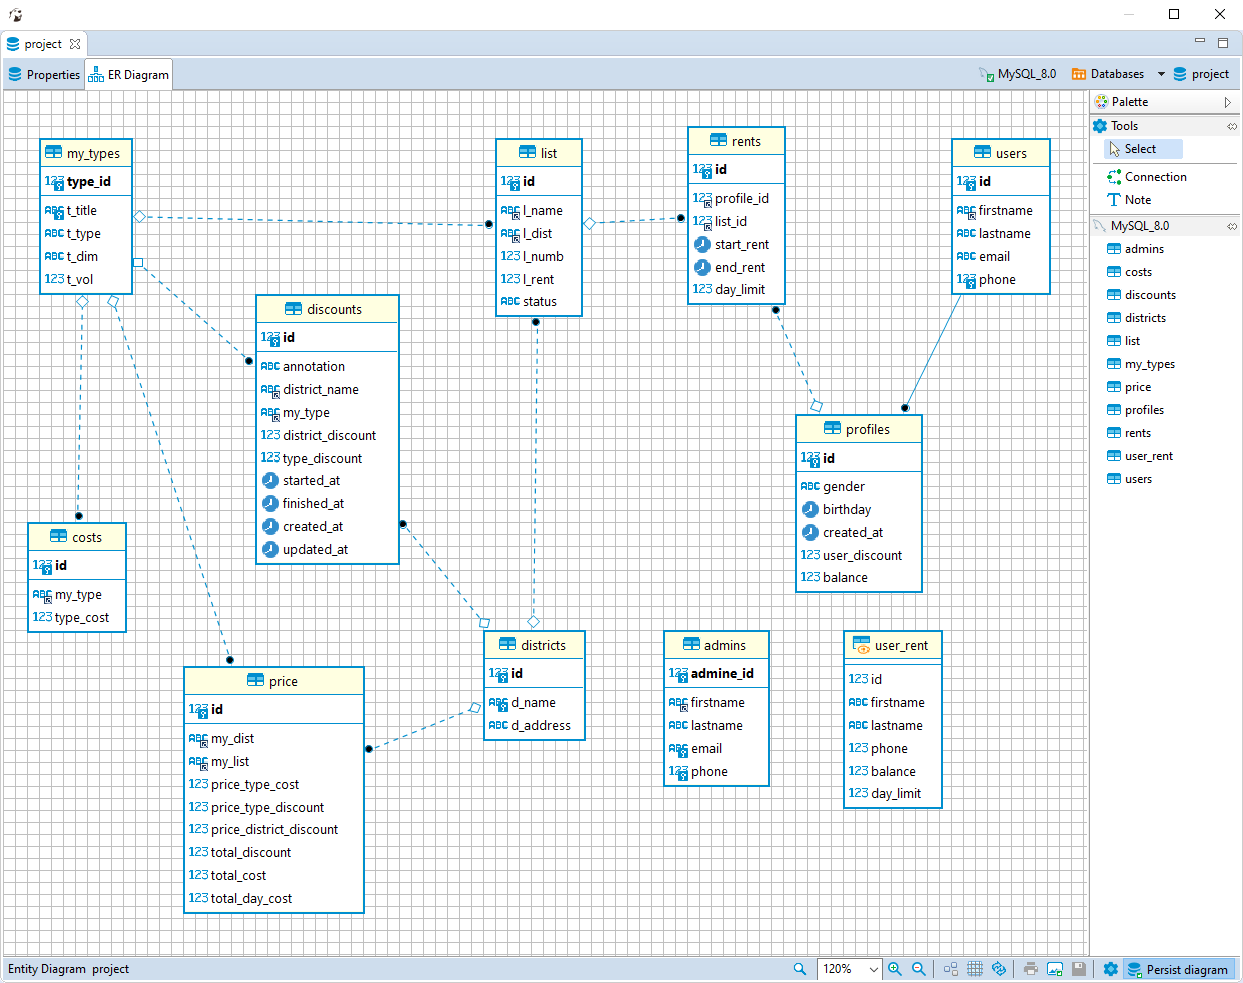 project
Properties
ER Diagram
MySQL_8.0
Databases
project
my_types
type_id
t_title
t_type
t_dim
t_vol
list
id
l_name
l_dist
l_numb
l_rent
status
rents
id
profile_id
list_id
start_rent
end_rent
day_limit
users
id
firstname
lastname
email
phone
discounts
id
annotation
district_name
my_type
district_discount
type_discount
started_at
finished_at
created_at
updated_at
profiles
id
gender
birthday
created_at
user_discount
balance
costs
id
my_type
type_cost
price
id
my_dist
my_list
price_type_cost
price_type_discount
price_district_discount
total_discount
total_cost
total_day_cost
districts
id
d_name
d_address
admins
admine_id
firstname
lastname
email
phone
user_rent
id
firstname
lastname
phone
balance
day_limit
Palette
Tools
Select
Connection
Note
MySQL_8.0
admins
costs
discounts
districts
list
my_types
price
profiles
rents
user_rent
users
Entity Diagram project
120%
Persist diagram